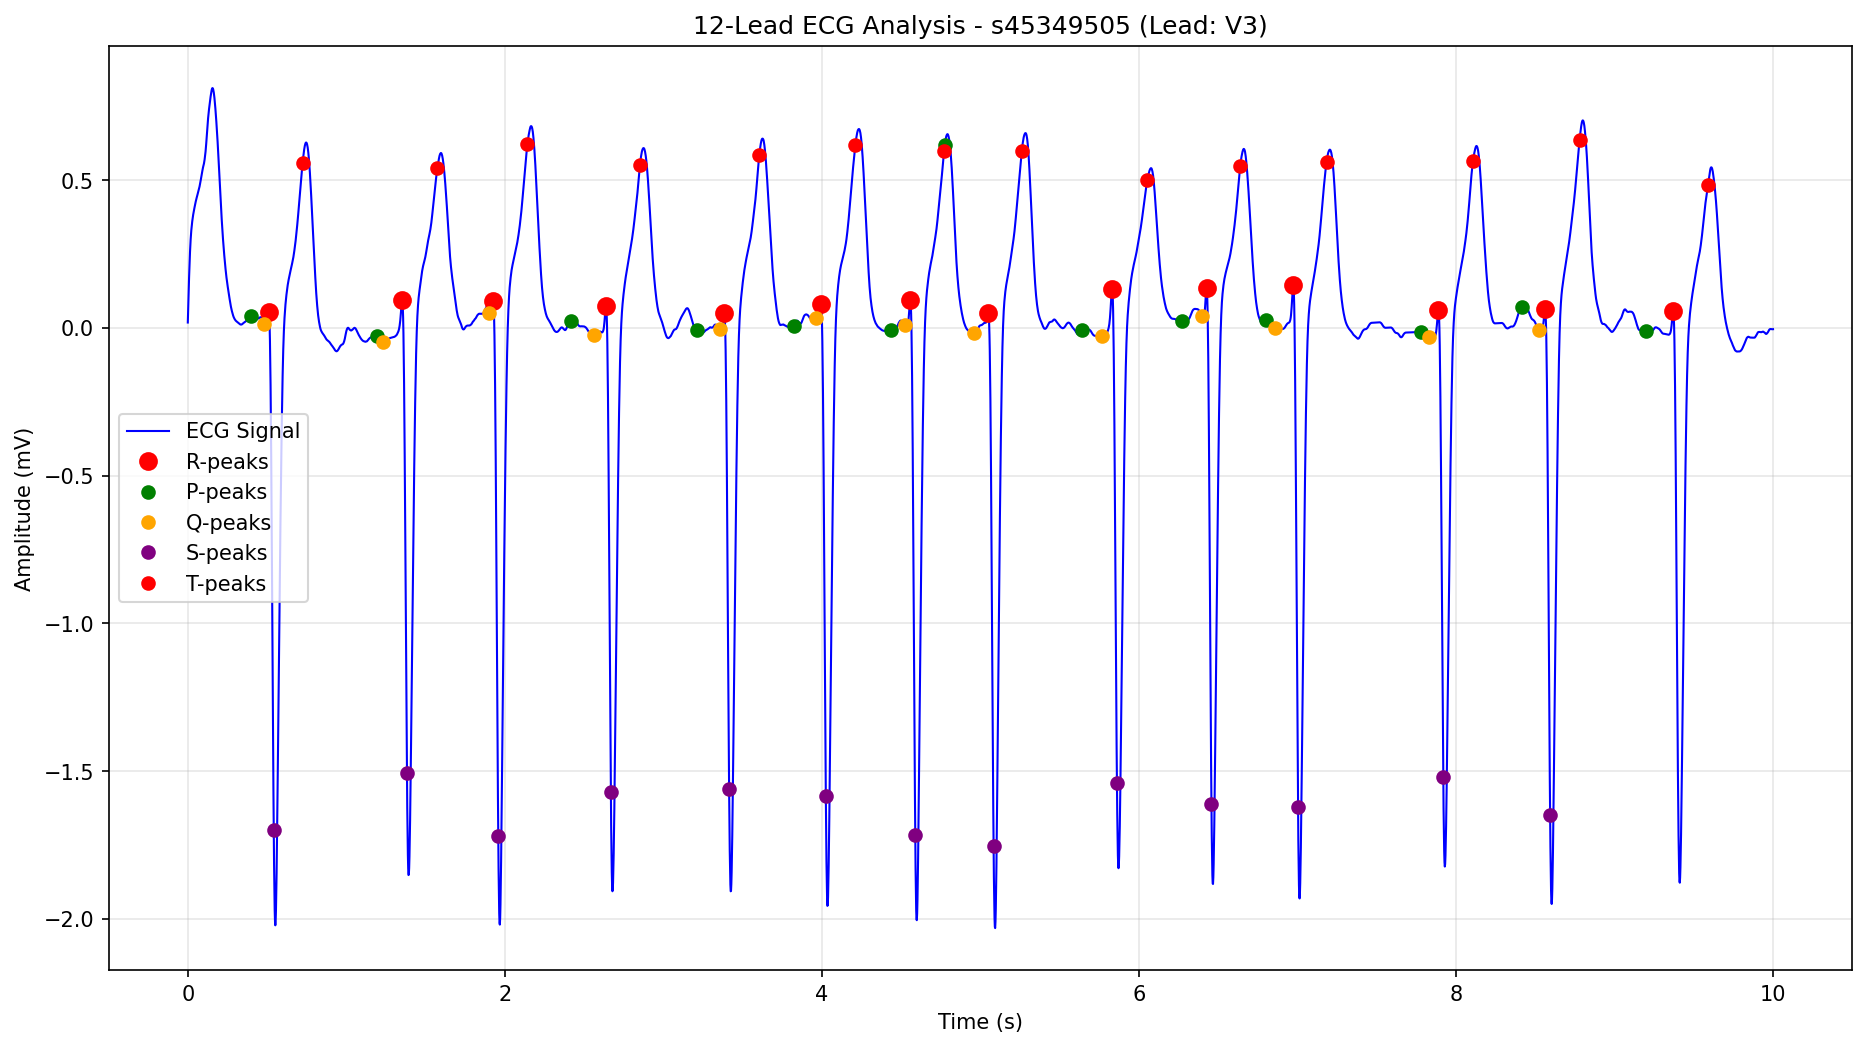 12-Lead ECG Analysis - s45349505 (Lead: V3)
Amplitude (mV)
0.5
0.0
−0.5
−1.0
−1.5
−2.0
ECG Signal
R-peaks
P-peaks
Q-peaks
S-peaks
T-peaks
0 2 4 6 8 10
Time (s)